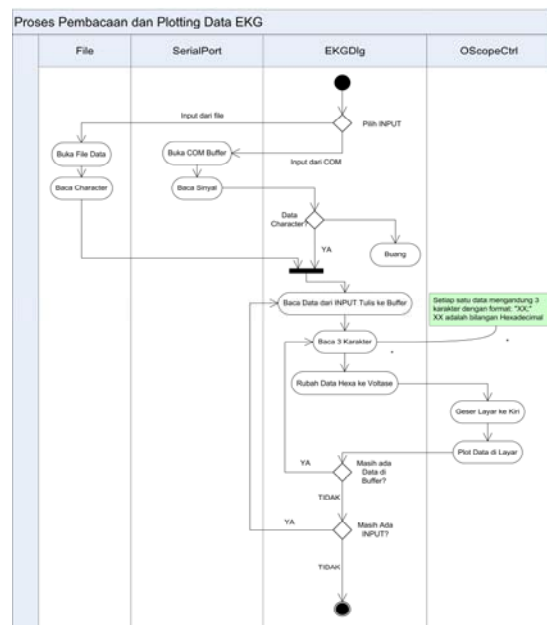 Proses Pembacaan dan Plotting Data EKG
File
SerialPort
EKGDlg
OScopeCtrl
Input dari file
Pilih INPUT
Buka File Data
Buka COM Buffer
Input dari COM
Baca Character
Baca Sinyal
Data
Character?
YA
Buang
Baca Data dari INPUT Tulis ke Buffer
Setiap satu data mengandung 3
karakter dengan format: "XX;"
XX adalah bilangan Hexadecimal
Baca 3 Karakter
*
*
Rubah Data Hexa ke Voltase
Geser Layar ke Kiri
Plot Data di Layar
YA
Masih ada
Data di
Buffer?
TIDAK
YA
Masih Ada
INPUT?
TIDAK